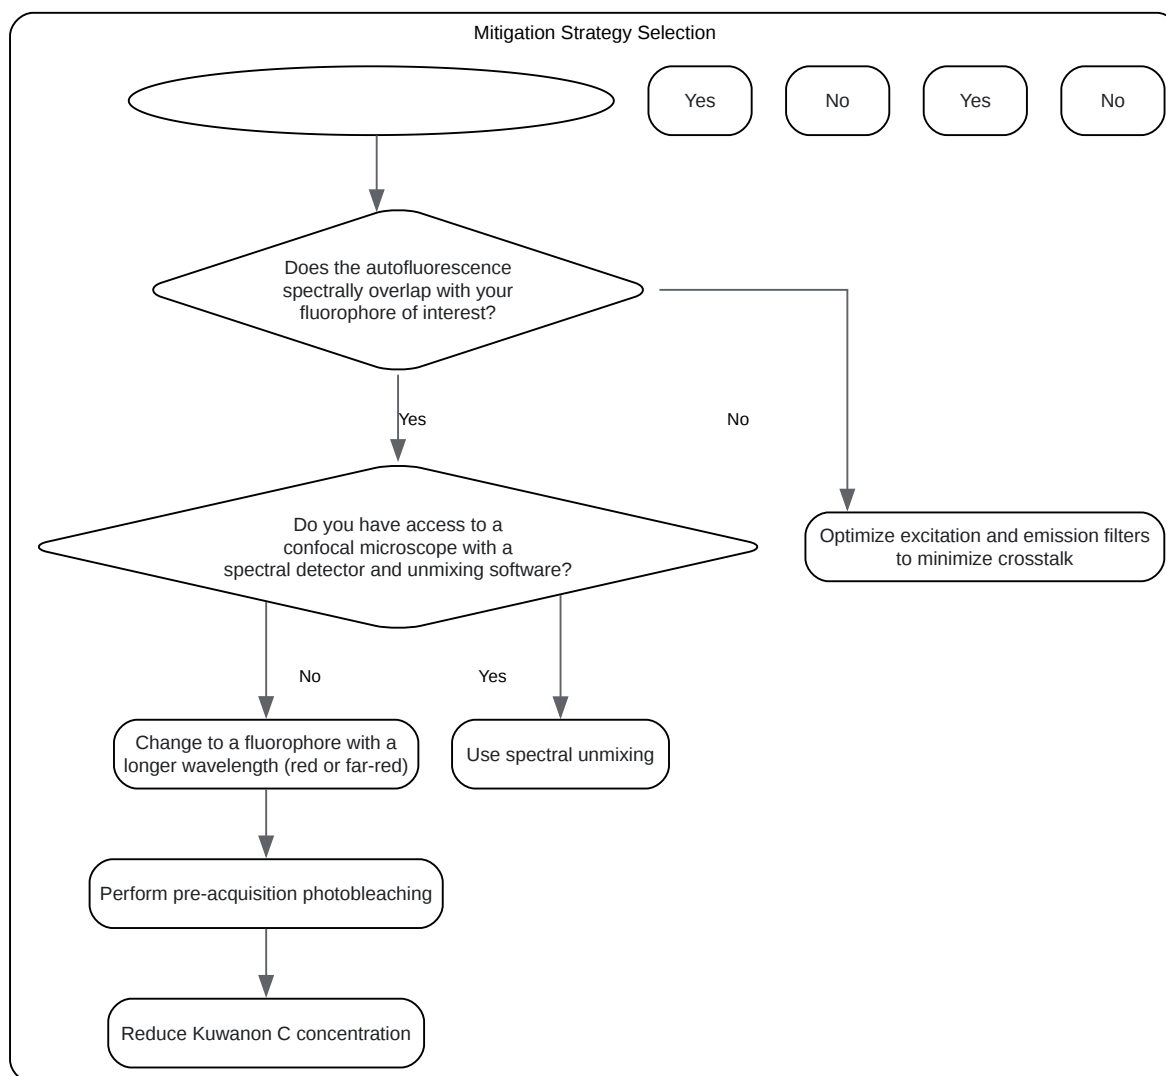 Mitigation Strategy Selection
Yes
No
Yes
No
Does the autofluorescence
spectrally overlap with your
fluorophore of interest?
Yes
No
Do you have access to a
confocal microscope with a
spectral detector and unmixing software?
Optimize excitation and emission filters
to minimize crosstalk
No
Yes
Change to a fluorophore with a
longer wavelength (red or far-red)
Use spectral unmixing
Perform pre-acquisition photobleaching
Reduce Kuwanon C concentration